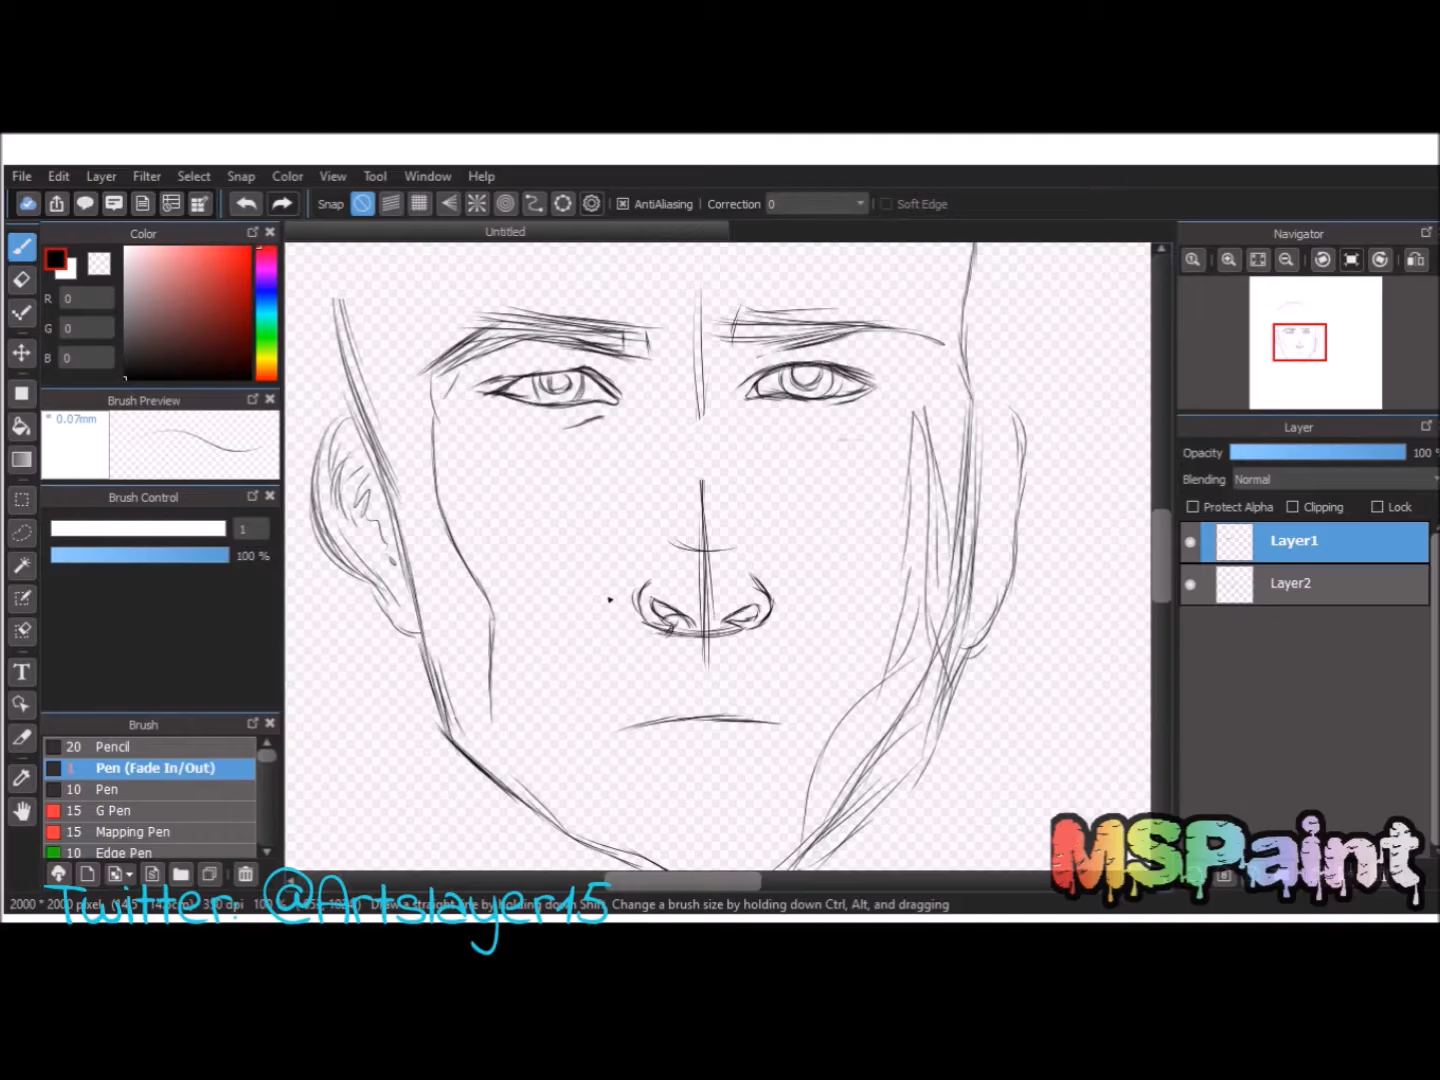 File Edit Layer Filter Select Snap Color View Tool Window Help
Snap AntiAliasing Correction 0 Soft Edge
Color
Untitled
Navigator
R 0
G 0
B 0
Brush Preview
0.07mm
Layer
Opacity 100 %
Blending Normal
Protect Alpha Clipping Lock
Brush Control
1
100 %
Layer1
Layer2
Brush
20 Pencil
Pen (Fade In/Out)
10 Pen
15 G Pen
15 Mapping Pen
10 Edge Pen
MSPaint
Twitter: @Artslayer15
2000 * 2000 pixel
Change a brush size by holding down Ctrl, Alt, and dragging